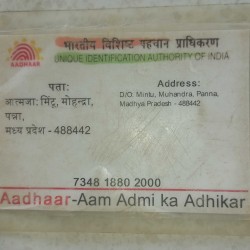 भारतीय विशिष्ट पहचान प्राधिकरण
UNIQUE IDENTIFICATION AUTHORITY OF INDIA
AADHAAR
पता:
आत्मजा: मिंटू, मोहन्द्रा,
पन्ना,
मध्य प्रदेश - 488442
Address:
D/O: Mintu, Muhandra, Panna,
Madhya Pradesh - 488442
7348 1880 2000
Aadhaar-Aam Admi ka Adhikar